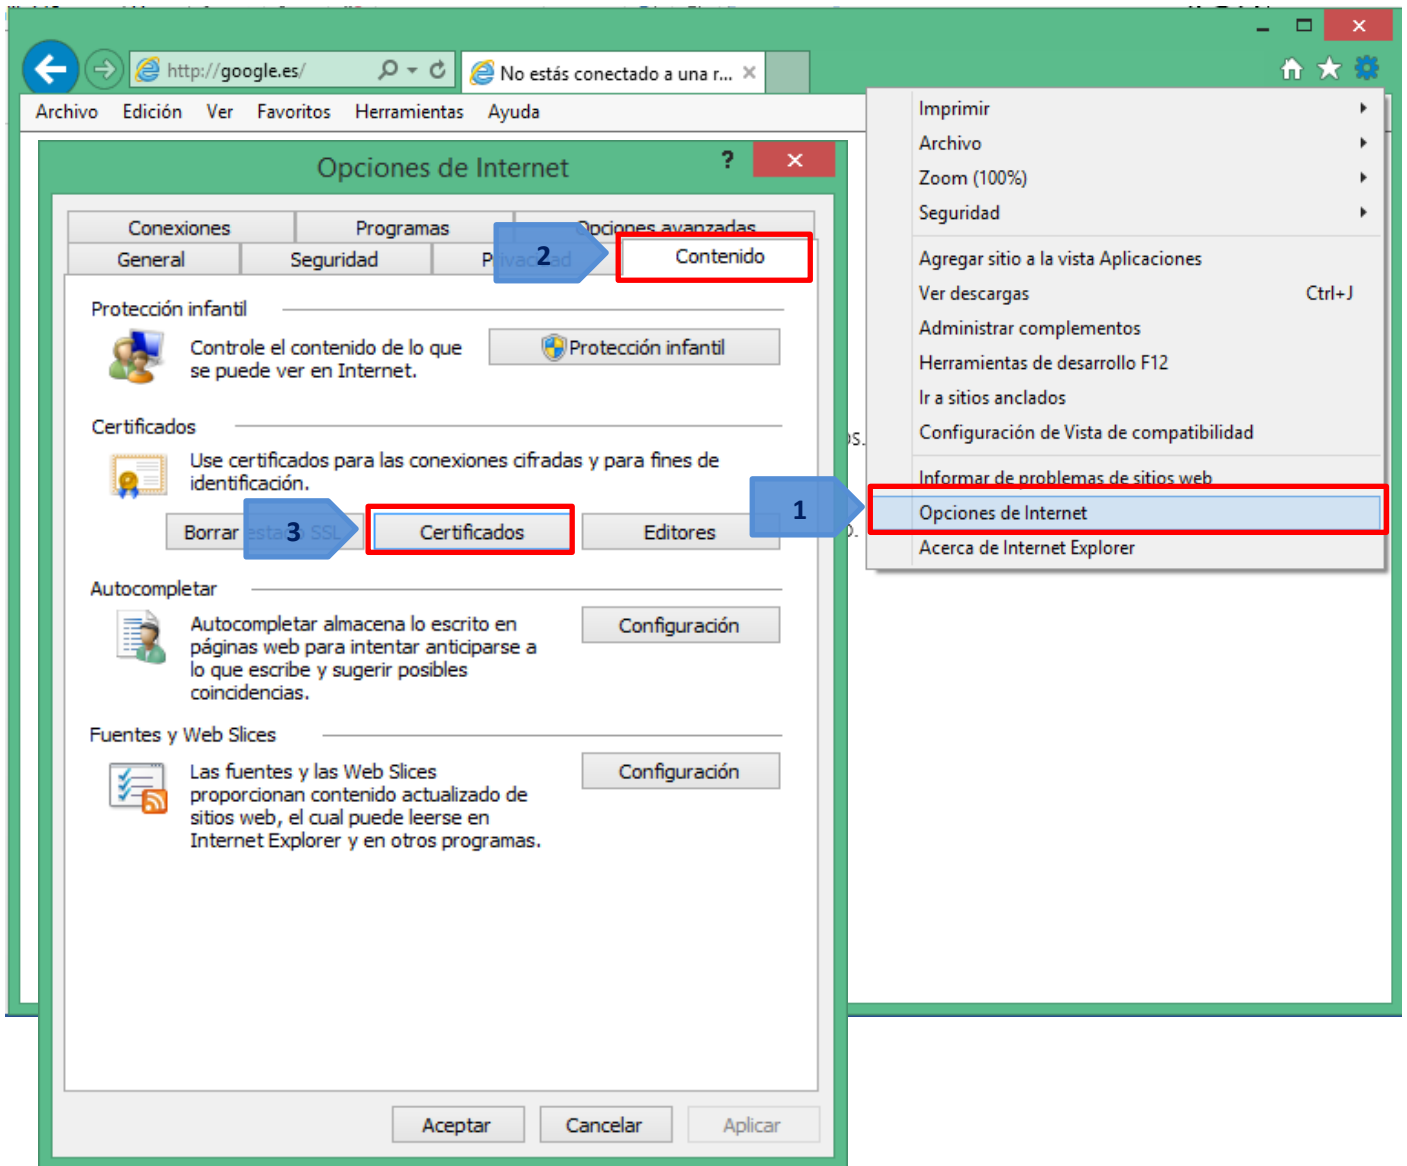 http://google.es/
No estás conectado a una r...
Archivo Edición Ver Favoritos Herramientas Ayuda
Opciones de Internet ?
Conexiones Programas Opciones avanzadas
General Seguridad Privacidad Contenido
2
Protección infantil
Controle el contenido de lo que
se puede ver en Internet.
Protección infantil
Certificados
Use certificados para las conexiones cifradas y para fines de
identificación.
Borrar estado SSL Certificados Editores
3
Autocompletar
Autocompletar almacena lo escrito en
páginas web para intentar anticiparse a
lo que escribe y sugerir posibles
coincidencias.
Configuración
Fuentes y Web Slices
Las fuentes y las Web Slices
proporcionan contenido actualizado de
sitios web, el cual puede leerse en
Internet Explorer y en otros programas.
Configuración
Aceptar Cancelar Aplicar
Imprimir
Archivo
Zoom (100%)
Seguridad
Agregar sitio a la vista Aplicaciones
Ver descargas Ctrl+J
Administrar complementos
Herramientas de desarrollo F12
Ir a sitios anclados
Configuración de Vista de compatibilidad
Informar de problemas de sitios web
1
Opciones de Internet
Acerca de Internet Explorer